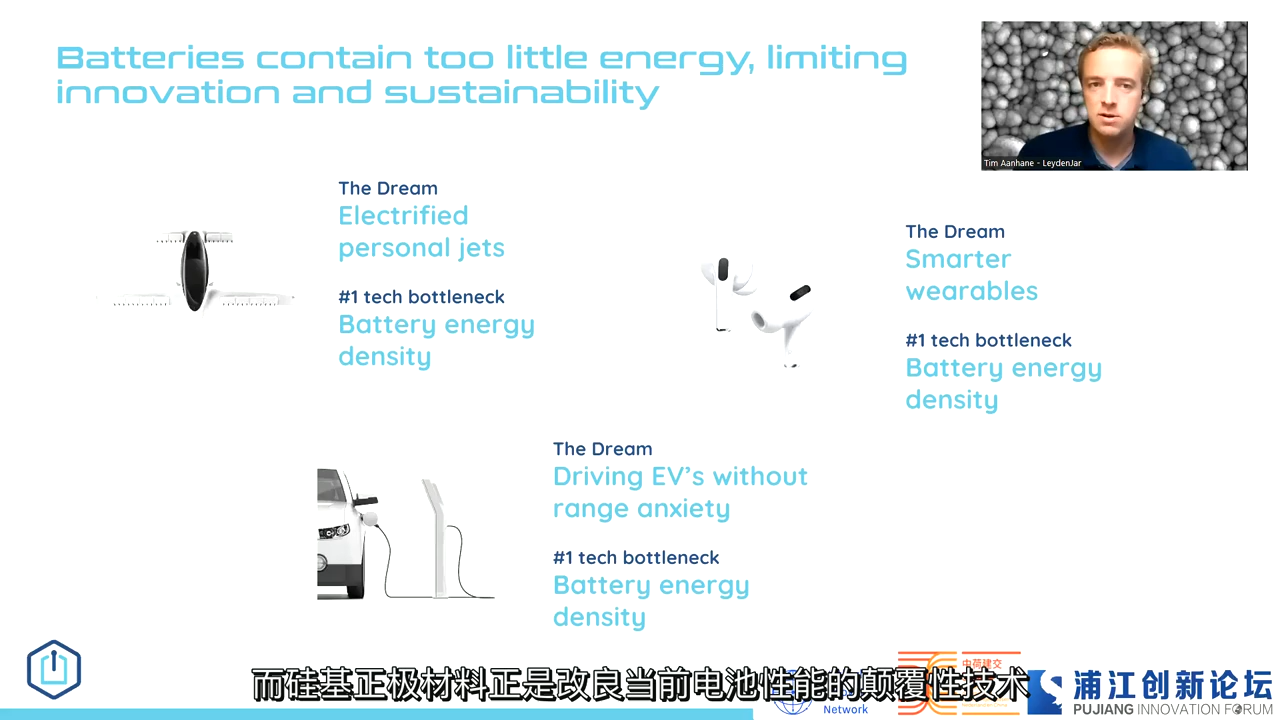 Batteries contain too little energy, limiting
innovation and sustainability
Tim Aanhane - LeydenJar
The Dream
Electrified
personal jets
#1 tech bottleneck
Battery energy
density
The Dream
Smarter
wearables
#1 tech bottleneck
Battery energy
density
The Dream
Driving EV’s without
range anxiety
#1 tech bottleneck
Battery energy
density
中荷建交
而硅基正极材料正是改良当前电池性能的颠覆性技术
Network
浦江创新论坛
PUJIANG INNOVATION FORUM